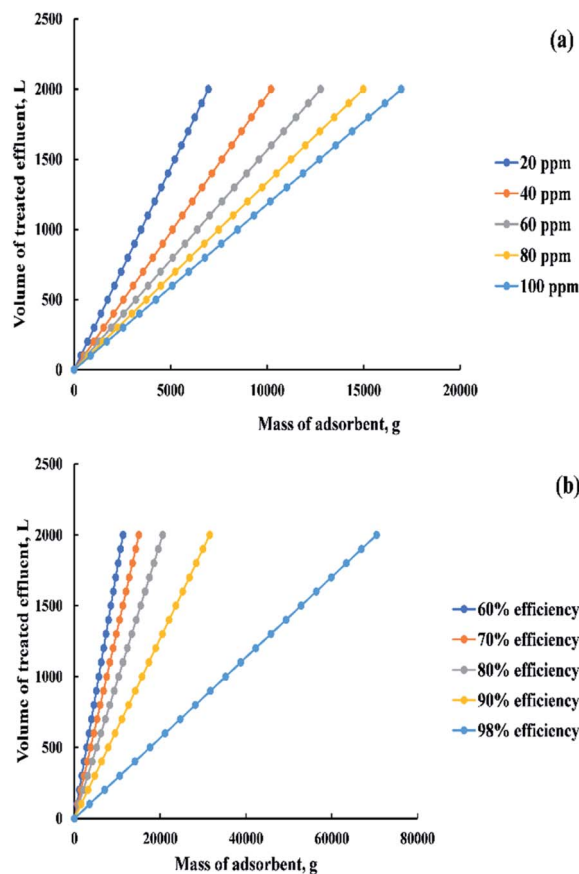 (a)
Volume of treated effluent, L
2500
2000
1500
1000
500
0
0 5000 10000 15000 20000
Mass of adsorbent, g
20 ppm
40 ppm
60 ppm
80 ppm
100 ppm
(b)
Volume of treated effluent, L
2500
2000
1500
1000
500
0
0 20000 40000 60000 80000
Mass of adsorbent, g
60% efficiency
70% efficiency
80% efficiency
90% efficiency
98% efficiency